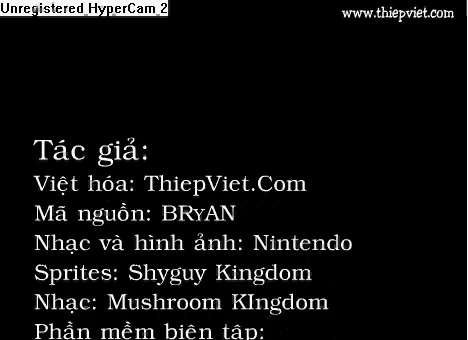 Unregistered HyperCam 2
www.thiepviet.com
Tác giả:
Việt hóa: ThiepViet.Com
Mã nguồn: BRYAN
Nhạc và hình ảnh: Nintendo
Sprites: Shyguy Kingdom
Nhạc: Mushroom KIngdom
Phần mềm biên tập: